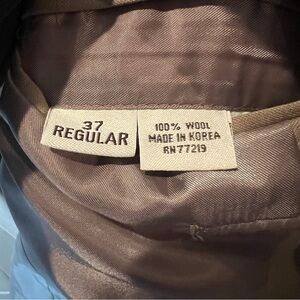 37
REGULAR
100% WOOL
MADE IN KOREA
RN77219